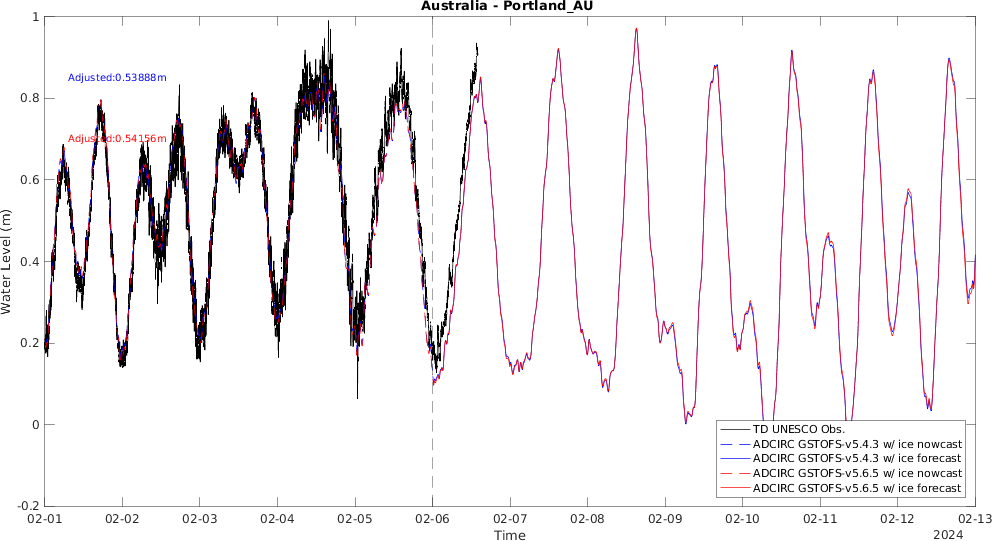 Australia - Portland_AU
1
0.8
0.6
0.4
0.2
0
-0.2
Water Level (m)
Adjusted:0.53888m
Adjusted:0.54156m
TD UNESCO Obs.
ADCIRC GSTOFS-v5.4.3 w/ ice nowcast
ADCIRC GSTOFS-v5.4.3 w/ ice forecast
ADCIRC GSTOFS-v5.6.5 w/ ice nowcast
ADCIRC GSTOFS-v5.6.5 w/ ice forecast
02-01 02-02 02-03 02-04 02-05 02-06 02-07 02-08 02-09 02-10 02-11 02-12 02-13
Time
2024